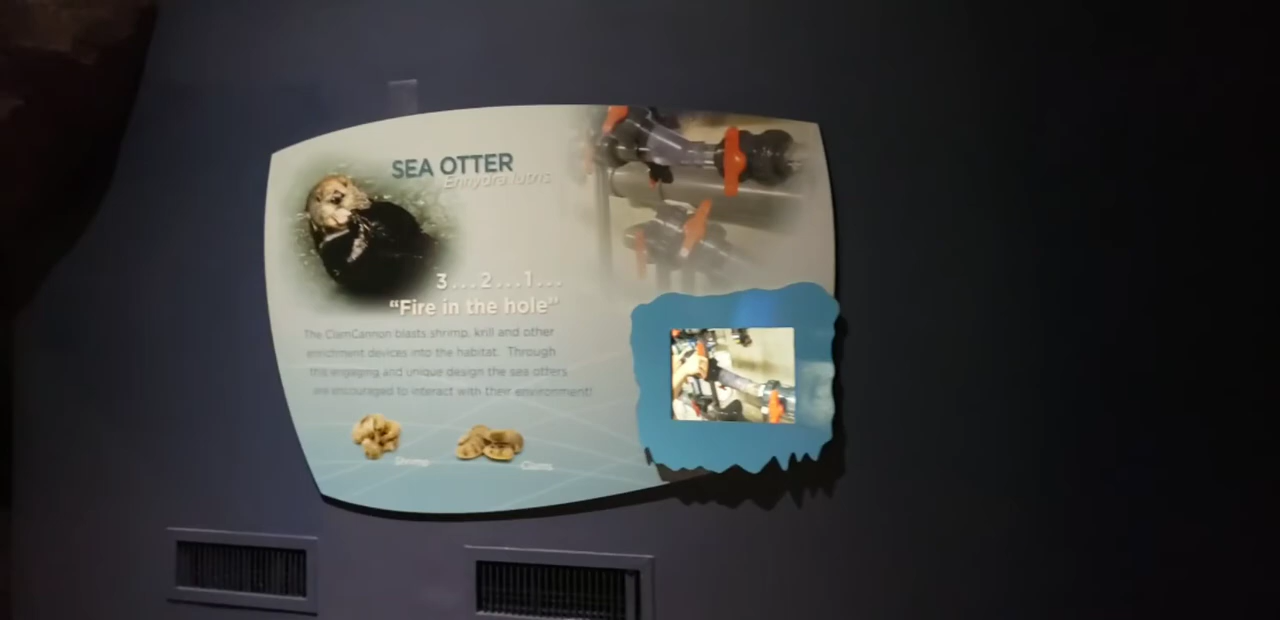 SEA OTTER
Enhydra lutris
3...2...1...
"Fire in the hole"
The ClamCannon blasts shrimp, krill and other
enrichment devices into the habitat. Through
this engaging and unique design the sea otters
are encouraged to interact with their environment!
Shrimp
Clams